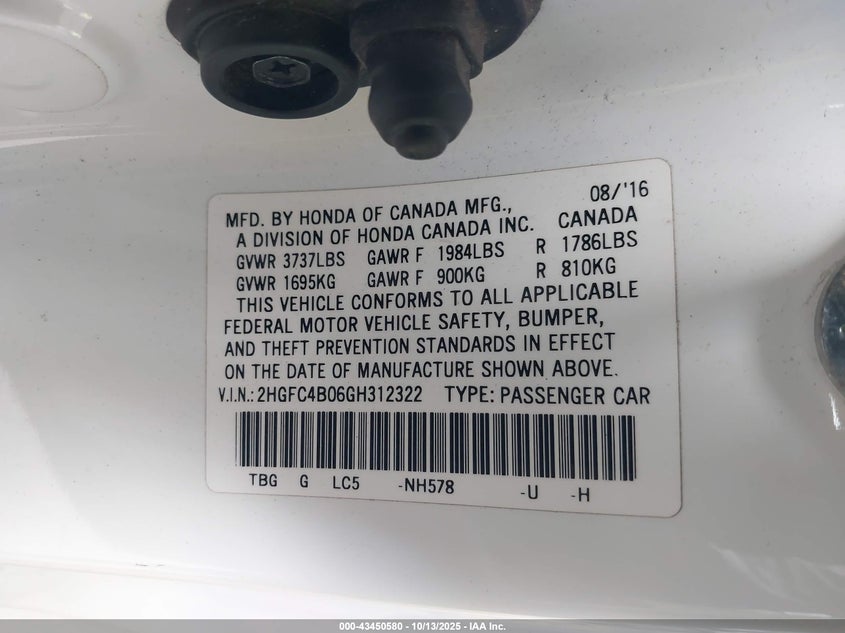 08/'16
MFD. BY HONDA OF CANADA MFG.,
A DIVISION OF HONDA CANADA INC. CANADA
GVWR 3737LBS GAWR F 1984LBS R 1786LBS
GVWR 1695KG GAWR F 900KG R 810KG
THIS VEHICLE CONFORMS TO ALL APPLICABLE
FEDERAL MOTOR VEHICLE SAFETY, BUMPER,
AND THEFT PREVENTION STANDARDS IN EFFECT
ON THE DATE OF MANUFACTURE SHOWN ABOVE.
V.I.N.: 2HGFC4B06GH312322 TYPE: PASSENGER CAR
TBG G LC5 -NH578 -U -H
000-43450580 - 10/13/2025 - IAA Inc.